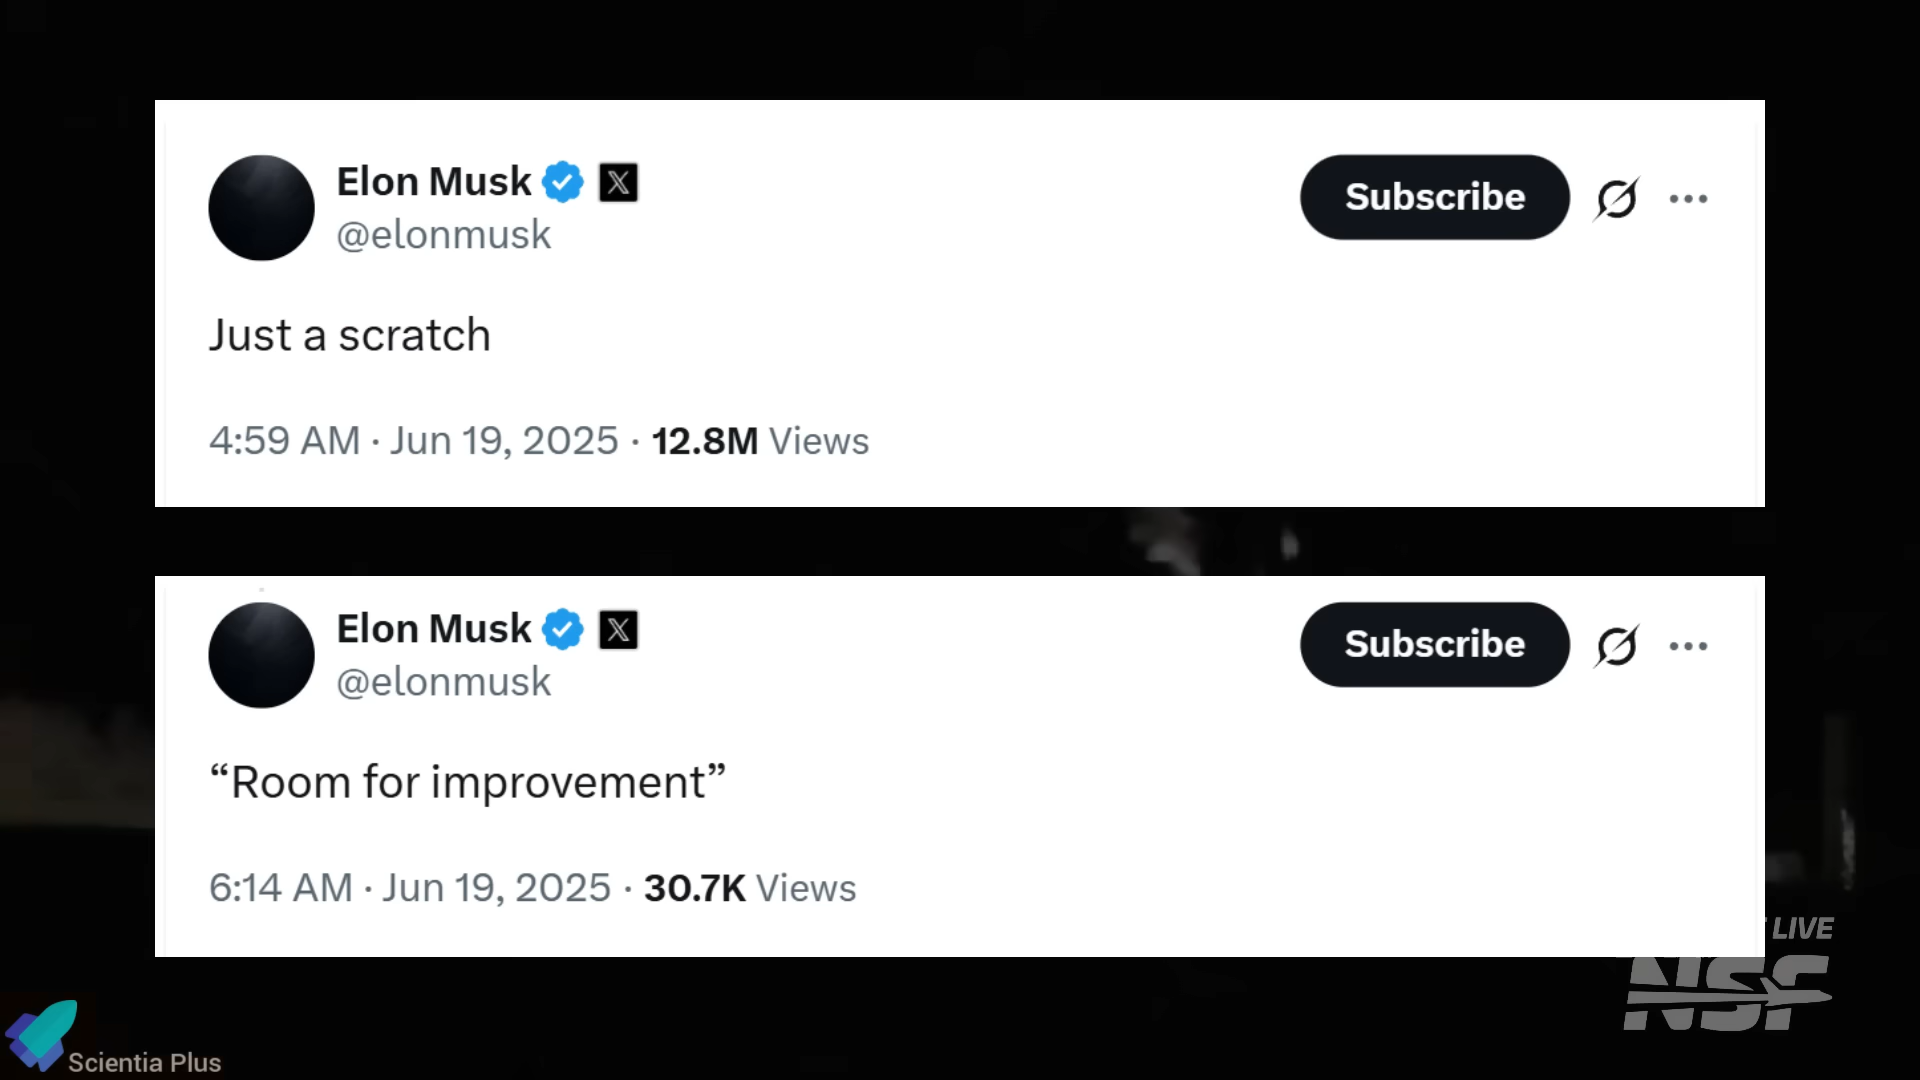 Elon Musk
Subscribe
@elonmusk
Just a scratch
4:59 AM · Jun 19, 2025 · 12.8M Views
Elon Musk
Subscribe
@elonmusk
“Room for improvement”
6:14 AM · Jun 19, 2025 · 30.7K Views
LIVE
NSF
Scientia Plus